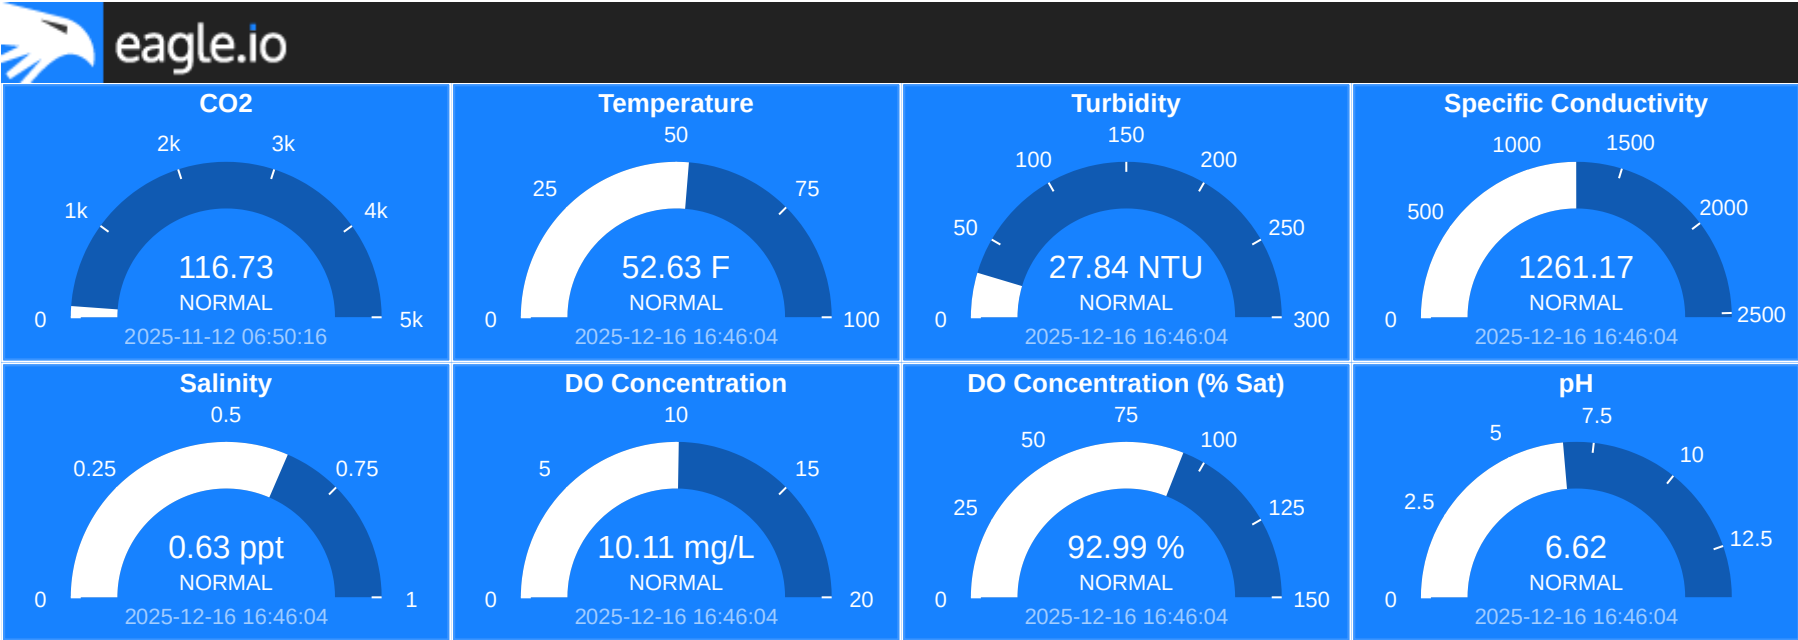 eagle.io
CO2
0
1k
2k
3k
4k
5k
116.73
NORMAL
2025-11-12 06:50:16
Temperature
0
25
50
75
100
52.63 F
NORMAL
2025-12-16 16:46:04
Turbidity
0
50
100
150
200
250
300
27.84 NTU
NORMAL
2025-12-16 16:46:04
Specific Conductivity
0
500
1000
1500
2000
2500
1261.17
NORMAL
2025-12-16 16:46:04
Salinity
0
0.25
0.5
0.75
1
0.63 ppt
NORMAL
2025-12-16 16:46:04
DO Concentration
0
5
10
15
20
10.11 mg/L
NORMAL
2025-12-16 16:46:04
DO Concentration (% Sat)
0
25
50
75
100
125
150
92.99 %
NORMAL
2025-12-16 16:46:04
pH
0
2.5
5
7.5
10
12.5
6.62
NORMAL
2025-12-16 16:46:04